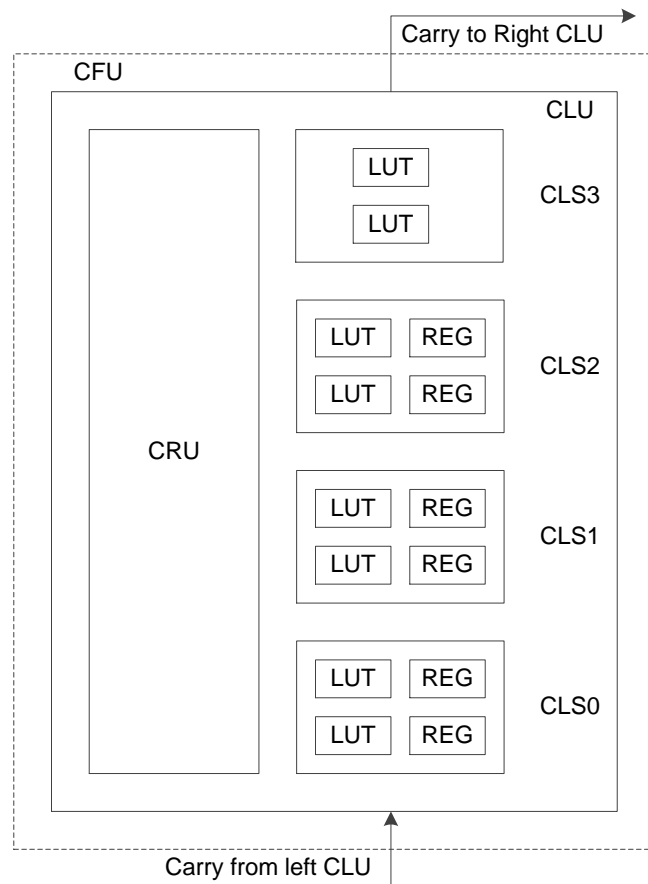 Carry to Right CLU
CFU
CLU
LUT
LUT
CLS3
LUT REG
LUT REG
CLS2
CRU
LUT REG
LUT REG
CLS1
LUT REG
LUT REG
CLS0
Carry from left CLU